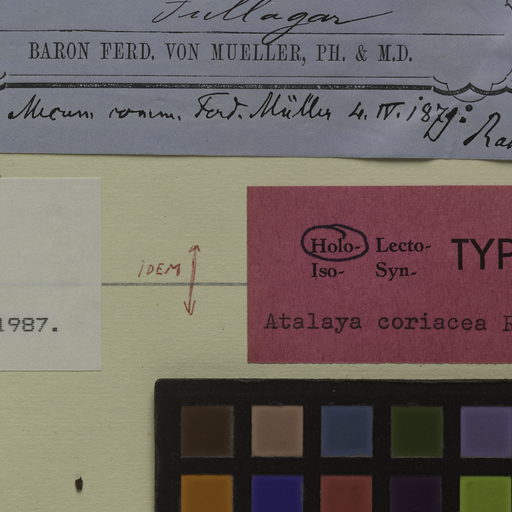 Fullagar
BARON FERD. VON MUELLER, PH. & M.D.
Mecum comm. Ferd. Müller 4. IV. 1879:
1987.
IDEM
Holo- Lecto- TYP
Iso- Syn-
Atalaya coriacea R